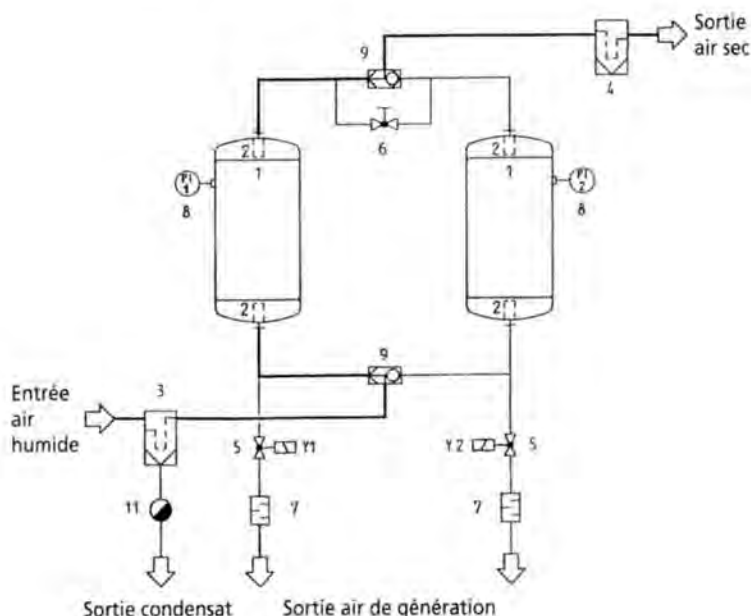 Sortie
air sec
9
4
6
2
2
1
1
PI
1
PI
2
8
8
2
2
9
Entrée
air
humide
3
5
Y1
Y2
5
11
7
7
Sortie condensat
Sortie air de génération